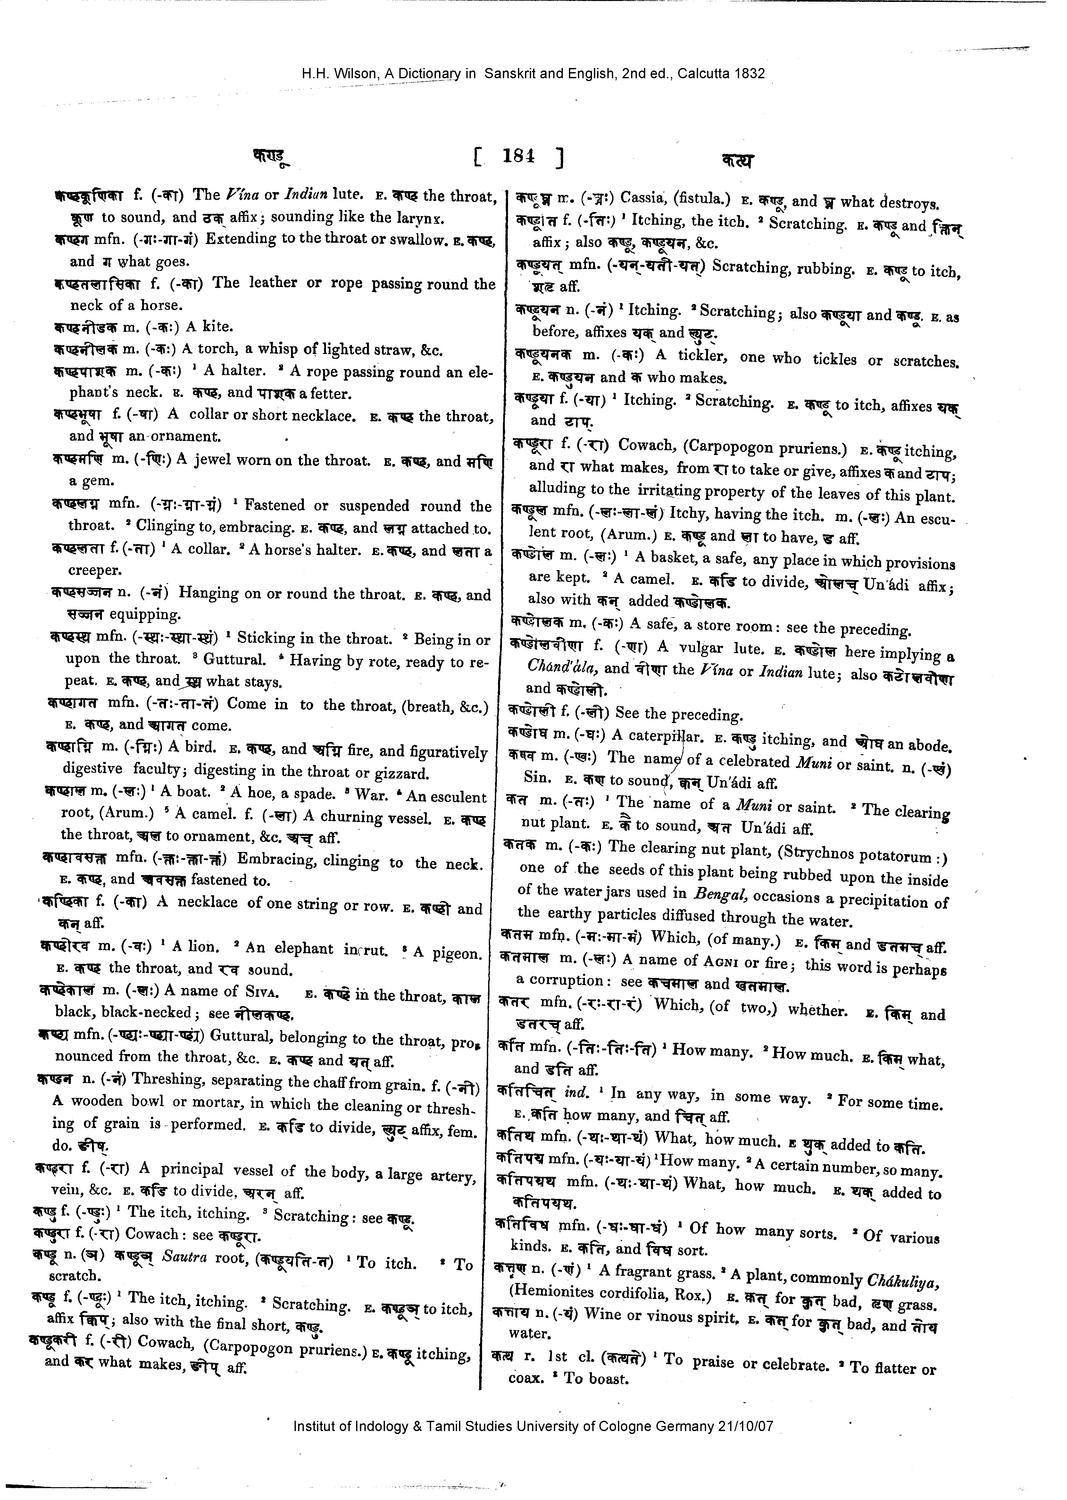 H.H. Wilson, A Dictionary in Sanskrit and English, 2nd ed., Calcutta 1832
कण्डू
[ 184 ]
कत्थ
कण्ठकूणिका f. (-का) The Vína or Indian lute. E. कण्ठ the throat,
कूण to sound, and ठक् affix; sounding like the larynx.
कण्ठग mfn. (-गः-गा-गं) Extending to the throat or swallow. E. कण्ठ,
and ग what goes.
कण्ठतलासिका f. (-का) The leather or rope passing round the
neck of a horse.
कण्ठनीडक m. (-कः) A kite.
कण्ठनीलक m. (-कः) A torch, a whisp of lighted straw, &c.
कण्ठपाशक m. (-कः) ¹ A halter. ² A rope passing round an ele-
phant's neck. E. कण्ठ, and पाशक a fetter.
कण्ठभूषा f. (-षा) A collar or short necklace. E. कण्ठ the throat,
and भूषा an ornament.
कण्ठमणि m. (-णिः) A jewel worn on the throat. E. कण्ठ, and मणि
a gem.
कण्ठलग्न mfn. (-ग्नः-ग्ना-ग्नं) ¹ Fastened or suspended round the
throat. ² Clinging to, embracing. E. कण्ठ, and लग्न attached to.
कण्ठलता f. (-ता) ¹ A collar. ² A horse's halter. E. कण्ठ, and लता a
creeper.
कण्ठसज्जन n. (-नं) Hanging on or round the throat. E. कण्ठ, and
सज्जन equipping.
कण्ठस्थ mfn. (-स्थः-स्था-स्थं) ¹ Sticking in the throat. ² Being in or
upon the throat. ³ Guttural. ⁴ Having by rote, ready to re-
peat. E. कण्ठ, and स्थ what stays.
कण्ठागत mfn. (-तः-ता-तं) Come in to the throat, (breath, &c.)
E. कण्ठ, and आगत come.
कण्ठाग्नि m. (-ग्निः) A bird. E. कण्ठ, and अग्नि fire, and figuratively
digestive faculty; digesting in the throat or gizzard.
कण्ठाल m. (-लः) ¹ A boat. ² A hoe, a spade. ³ War. ⁴ An esculent
root, (Arum.) ⁵ A camel. f. (-ला) A churning vessel. E. कण्ठ
the throat, अल to ornament, &c. अच् aff.
कण्ठावसक्त mfn. (-क्तः-क्ता-क्तं) Embracing, clinging to the neck.
E. कण्ठ, and अवसक्त fastened to.
कण्ठिका f. (-का) A necklace of one string or row. E. कण्ठी and
कन् aff.
कण्ठीरव m. (-वः) ¹ A lion. ² An elephant in rut. ³ A pigeon.
E. कण्ठ the throat, and रव sound.
कण्ठेकाल m. (-लः) A name of SIVA. E. कण्ठे in the throat, काल
black, black-necked; see नीलकण्ठ.
कण्ठ्य mfn. (-ण्ठ्यः-ण्ठ्या-ण्ठ्यं) Guttural, belonging to the throat, pro-
nounced from the throat, &c. E. कण्ठ and यत् aff.
कण्डन n. (-नं) Threshing, separating the chaff from grain. f. (-नी)
A wooden bowl or mortar, in which the cleaning or thresh-
ing of grain is performed. E. कडि to divide, ल्युट् affix, fem.
do. ङीष्.
कण्डरा f. (-रा) A principal vessel of the body, a large artery,
vein, &c. E. कडि to divide, अरन् aff.
कण्डु f. (-ण्डुः) ¹ The itch, itching. ² Scratching: see कण्डू.
कण्डुरा f. (-रा) Cowach: see कण्डूरा.
कण्डू n. (ञ) कण्डूञ् Sautra root, (कण्डूयति-त) ¹ To itch. ² To
scratch.
कण्डू f. (-ण्डूः) ¹ The itch, itching. ² Scratching. E. कण्डूञ् to itch,
affix क्विप्; also with the final short, कण्डु.
कण्डूकरी f. (-री) Cowach, (Carpopogon pruriens.) E. कण्डू itching,
and कर what makes, ङीप् aff.
कण्डूघ्न m. (-घ्नः) Cassia, (fistula.) E. कण्डू, and घ्न what destroys.
कण्डूति f. (-तिः) ¹ Itching, the itch. ² Scratching. E. कण्डू and क्तिन्
affix; also कण्डू, कण्डूयन, &c.
कण्डूयत् mfn. (-यन्-यती-यत्) Scratching, rubbing. E. कण्डू to itch,
शतृ aff.
कण्डूयन n. (-नं) ¹ Itching. ² Scratching; also कण्डूया and कण्डू. E. as
before, affixes यक् and ल्युट्.
कण्डूयनक m. (-कः) A tickler, one who tickles or scratches.
E. कण्डूयन and क who makes.
कण्डूया f. (-या) ¹ Itching. ² Scratching. E. कण्डू to itch, affixes यक्
and टाप्.
कण्डूरा f. (-रा) Cowach, (Carpopogon pruriens.) E. कण्डू itching,
and रा what makes, from रा to take or give, affixes क and टाप्;
alluding to the irritating property of the leaves of this plant.
कण्डूल mfn. (-लः-ला-लं) Itchy, having the itch. m. (-लः) An escu-
lent root, (Arum.) E. कण्डू and ला to have, ड aff.
कण्डोल m. (-लः) ¹ A basket, a safe, any place in which provisions
are kept. ² A camel. E. कडि to divide, ओलच् Un'ádi affix;
also with कन् added कण्डोलक.
कण्डोलक m. (-कः) A safe, a store room: see the preceding.
कण्डोलवीणा f. (-णा) A vulgar lute. E. कण्डोल here implying a
Chánd'ála, and वीणा the Vína or Indian lute; also कटोलवीणा
and कण्डोली.
कण्डोली f. (-ली) See the preceding.
कण्डोघ m. (-घः) A caterpillar. E. कण्डु itching, and ओघ an abode.
कण्व m. (-ण्वः) The name of a celebrated Muni or saint. n. (-ण्वं)
Sin. E. कण to sound, क्वन् Un'ádi aff.
कत m. (-तः) ¹ The name of a Muni or saint. ² The clearing
nut plant. E. कै to sound, अत Un'ádi aff.
कतक m. (-कः) The clearing nut plant, (Strychnos potatorum:)
one of the seeds of this plant being rubbed upon the inside
of the water jars used in Bengal, occasions a precipitation of
the earthy particles diffused through the water.
कतम mfn. (-मः-मा-मं) Which, (of many.) E. किम् and डतमच् aff.
कतमाल m. (-लः) A name of AGNI or fire; this word is perhaps
a corruption: see कचमाल and खतमाल.
कतर mfn. (-रः-रा-रं) Which, (of two,) whether. E. किम् and
डतरच् aff.
कति mfn. (-तिः-तिः-ति) ¹ How many. ² How much. E. किम् what,
and डति aff.
कतिचित् ind. ¹ In any way, in some way. ² For some time.
E. कति how many, and चित् aff.
कतिथ mfn. (-थः-था-थं) What, how much. E थुक् added to कति.
कतिपय mfn. (-यः-या-यं) ¹ How many. ² A certain number, so many.
कतिपयथ mfn. (-थः-था-थं) What, how much. E. थक् added to
कतिपयथ.
कतिविध mfn. (-धः-धा-धं) ¹ Of how many sorts. ² Of various
kinds. E. कति, and विध sort.
कत्तृण n. (-णं) ¹ A fragrant grass. ² A plant, commonly Chákuliya,
(Hemionites cordifolia, Rox.) E. कत् for कुत् bad, तृण grass.
कत्तोय n. (-यं) Wine or vinous spirit. E. कत् for कुत् bad, and तोय
water.
कत्थ r. 1st cl. (कत्थते) ¹ To praise or celebrate. ² To flatter or
coax. ³ To boast.
Institut of Indology & Tamil Studies University of Cologne Germany 21/10/07